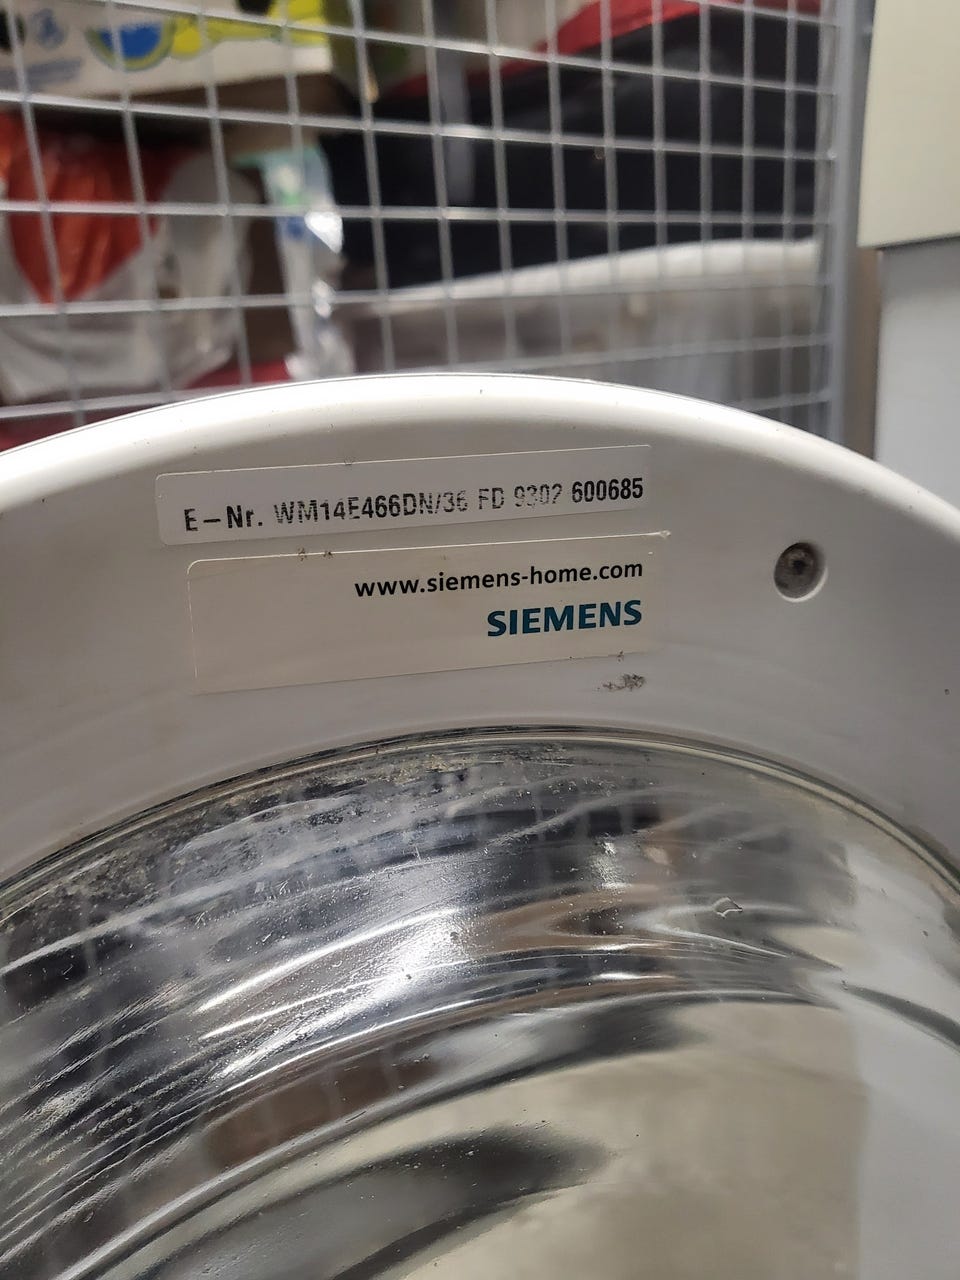 E-Nr. WM14E466DN/36 FD 9302 600685
www.siemens-home.com
SIEMENS